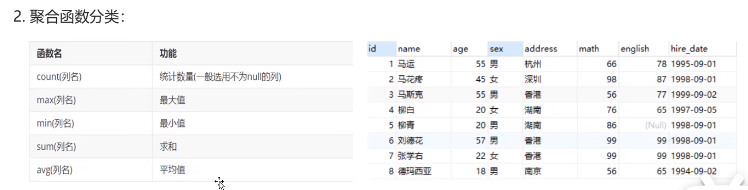 2. 聚合函数分类：
函数名 功能
count(列名) 统计数量(一般选用不为null的列)
max(列名) 最大值
min(列名) 最小值
sum(列名) 求和
avg(列名) 平均值
id name age sex address math english hire_date
1 马运 55 男 杭州 66 78 1995-09-01
2 马花疼 45 女 深圳 98 87 1998-09-01
3 马斯克 55 男 香港 56 77 1999-09-02
4 柳白 20 女 湖南 76 65 1997-09-05
5 柳青 20 男 湖南 86 (Null) 1998-09-01
6 刘德花 57 男 香港 99 99 1998-09-01
7 张学右 22 女 香港 99 99 1998-09-01
8 德玛西亚 18 男 南京 56 65 1994-09-02